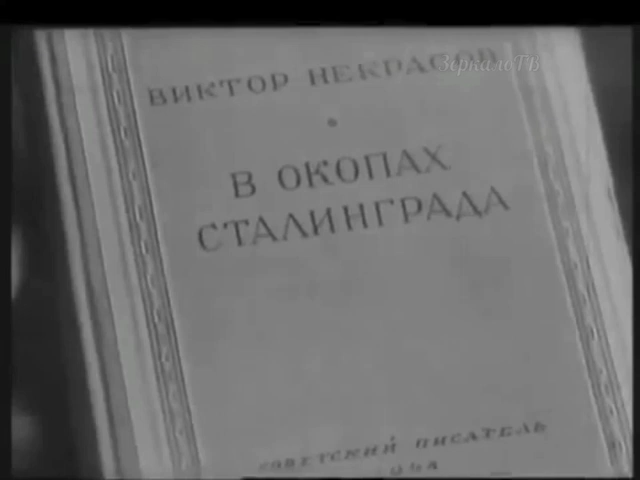 ЗеркалоТВ
ВИКТОР НЕКРАСОВ
В ОКОПАХ
СТАЛИНГРАДА
СОВЕТСКИЙ ПИСАТЕЛЬ